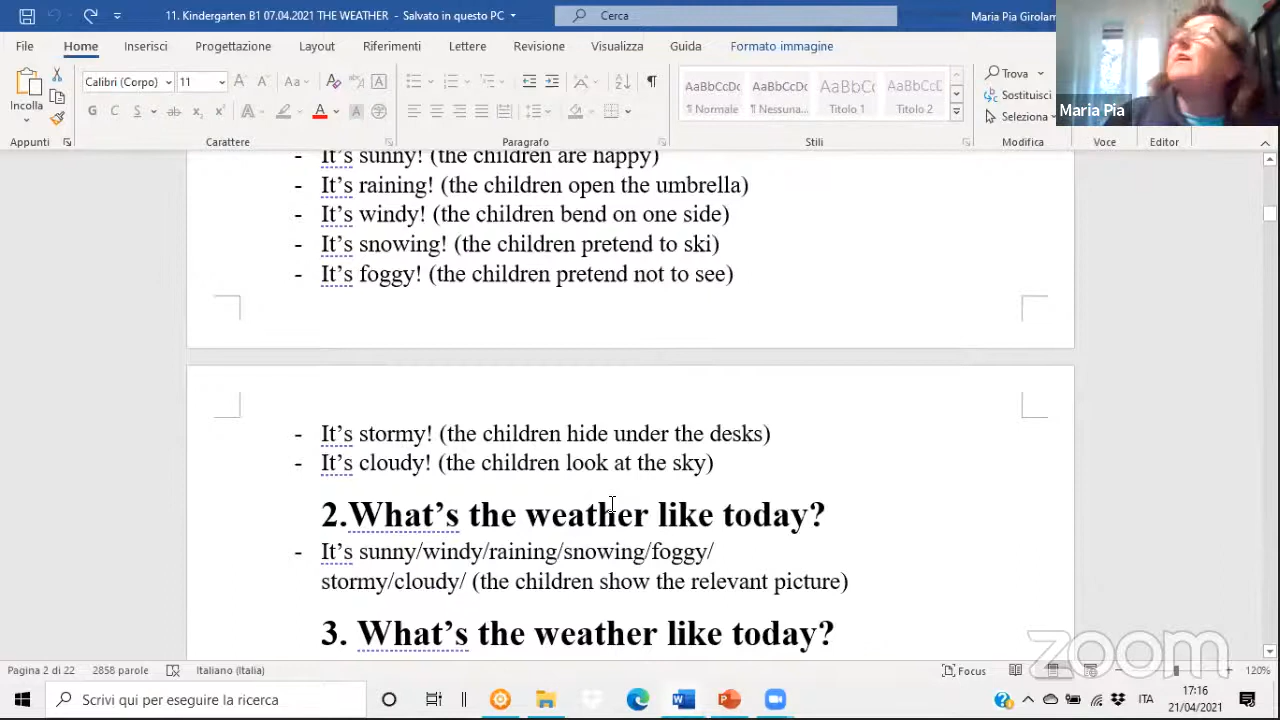 11. Kindergarten B1 07.04.2021 THE WEATHER - Salvato in questo PC
Cerca
Maria Pia Girolam
File Home Inserisci Progettazione Layout Riferimenti Lettere Revisione Visualizza Guida Formato immagine
Incolla
Calibri (Corpo) 11
Aa
G C S ab x₂ x²
AaBbCcDc AaBbCcDc AaBbCc AaBbCcC
¶ Normale ¶ Nessuna... Titolo 1 Titolo 2
Trova
Sostituisci
Seleziona
Maria Pia
Appunti Carattere Paragrafo Stili Modifica Voce Editor
- It's sunny! (the children are happy)
- It's raining! (the children open the umbrella)
- It's windy! (the children bend on one side)
- It's snowing! (the children pretend to ski)
- It's foggy! (the children pretend not to see)
- It's stormy! (the children hide under the desks)
- It's cloudy! (the children look at the sky)
2.What's the weather like today?
- It's sunny/windy/raining/snowing/foggy/
stormy/cloudy/ (the children show the relevant picture)
3. What's the weather like today?
zoom
Pagina 2 di 22 2858 parole Italiano (Italia) Focus 120%
Scrivi qui per eseguire la ricerca
ITA
17:16
21/04/2021